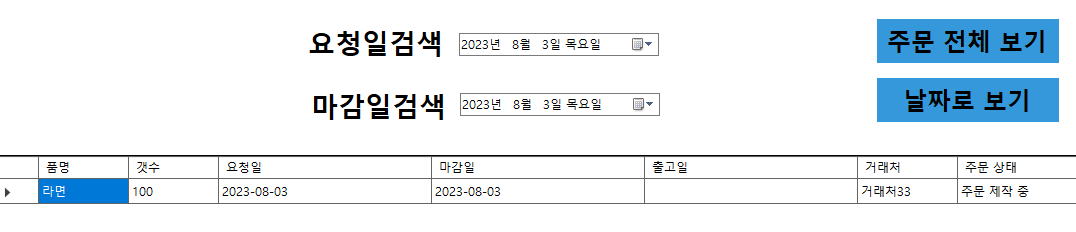 요청일검색 2023년 8월 3일 목요일 주문 전체 보기
마감일검색 2023년 8월 3일 목요일 날짜로 보기
품명 갯수 요청일 마감일 출고일 거래처 주문 상태
라면 100 2023-08-03 2023-08-03 거래처33 주문 제작 중